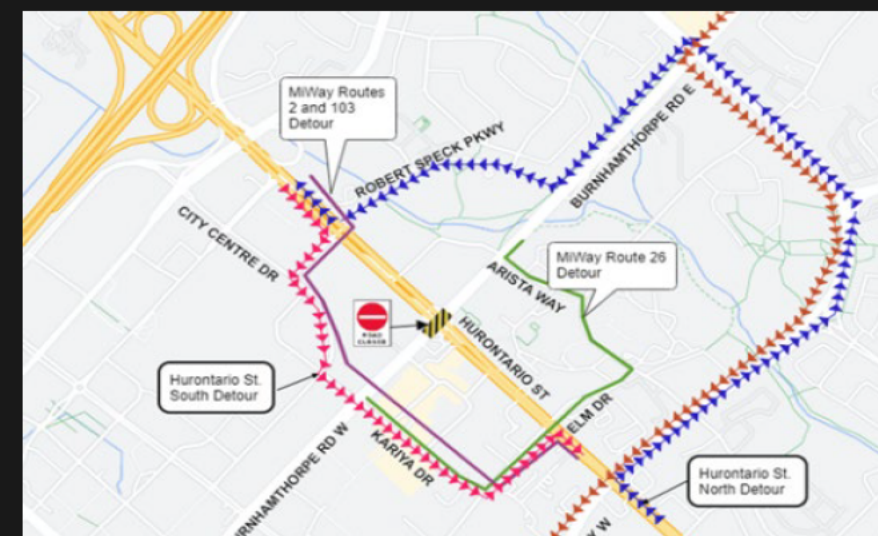 MiWay Routes
2 and 103
Detour
ROBERT SPECK PKWY
BURNHAMTHORPE RD E
CITY CENTRE DR
MiWay Route 26
Detour
ARISTA WAY
ROAD
CLOSED
HURONTARIO ST
Hurontario St.
South Detour
ELM DR
KARIYA DR
RNHAMTHORPE RD W
Hurontario St.
North Detour
Y W